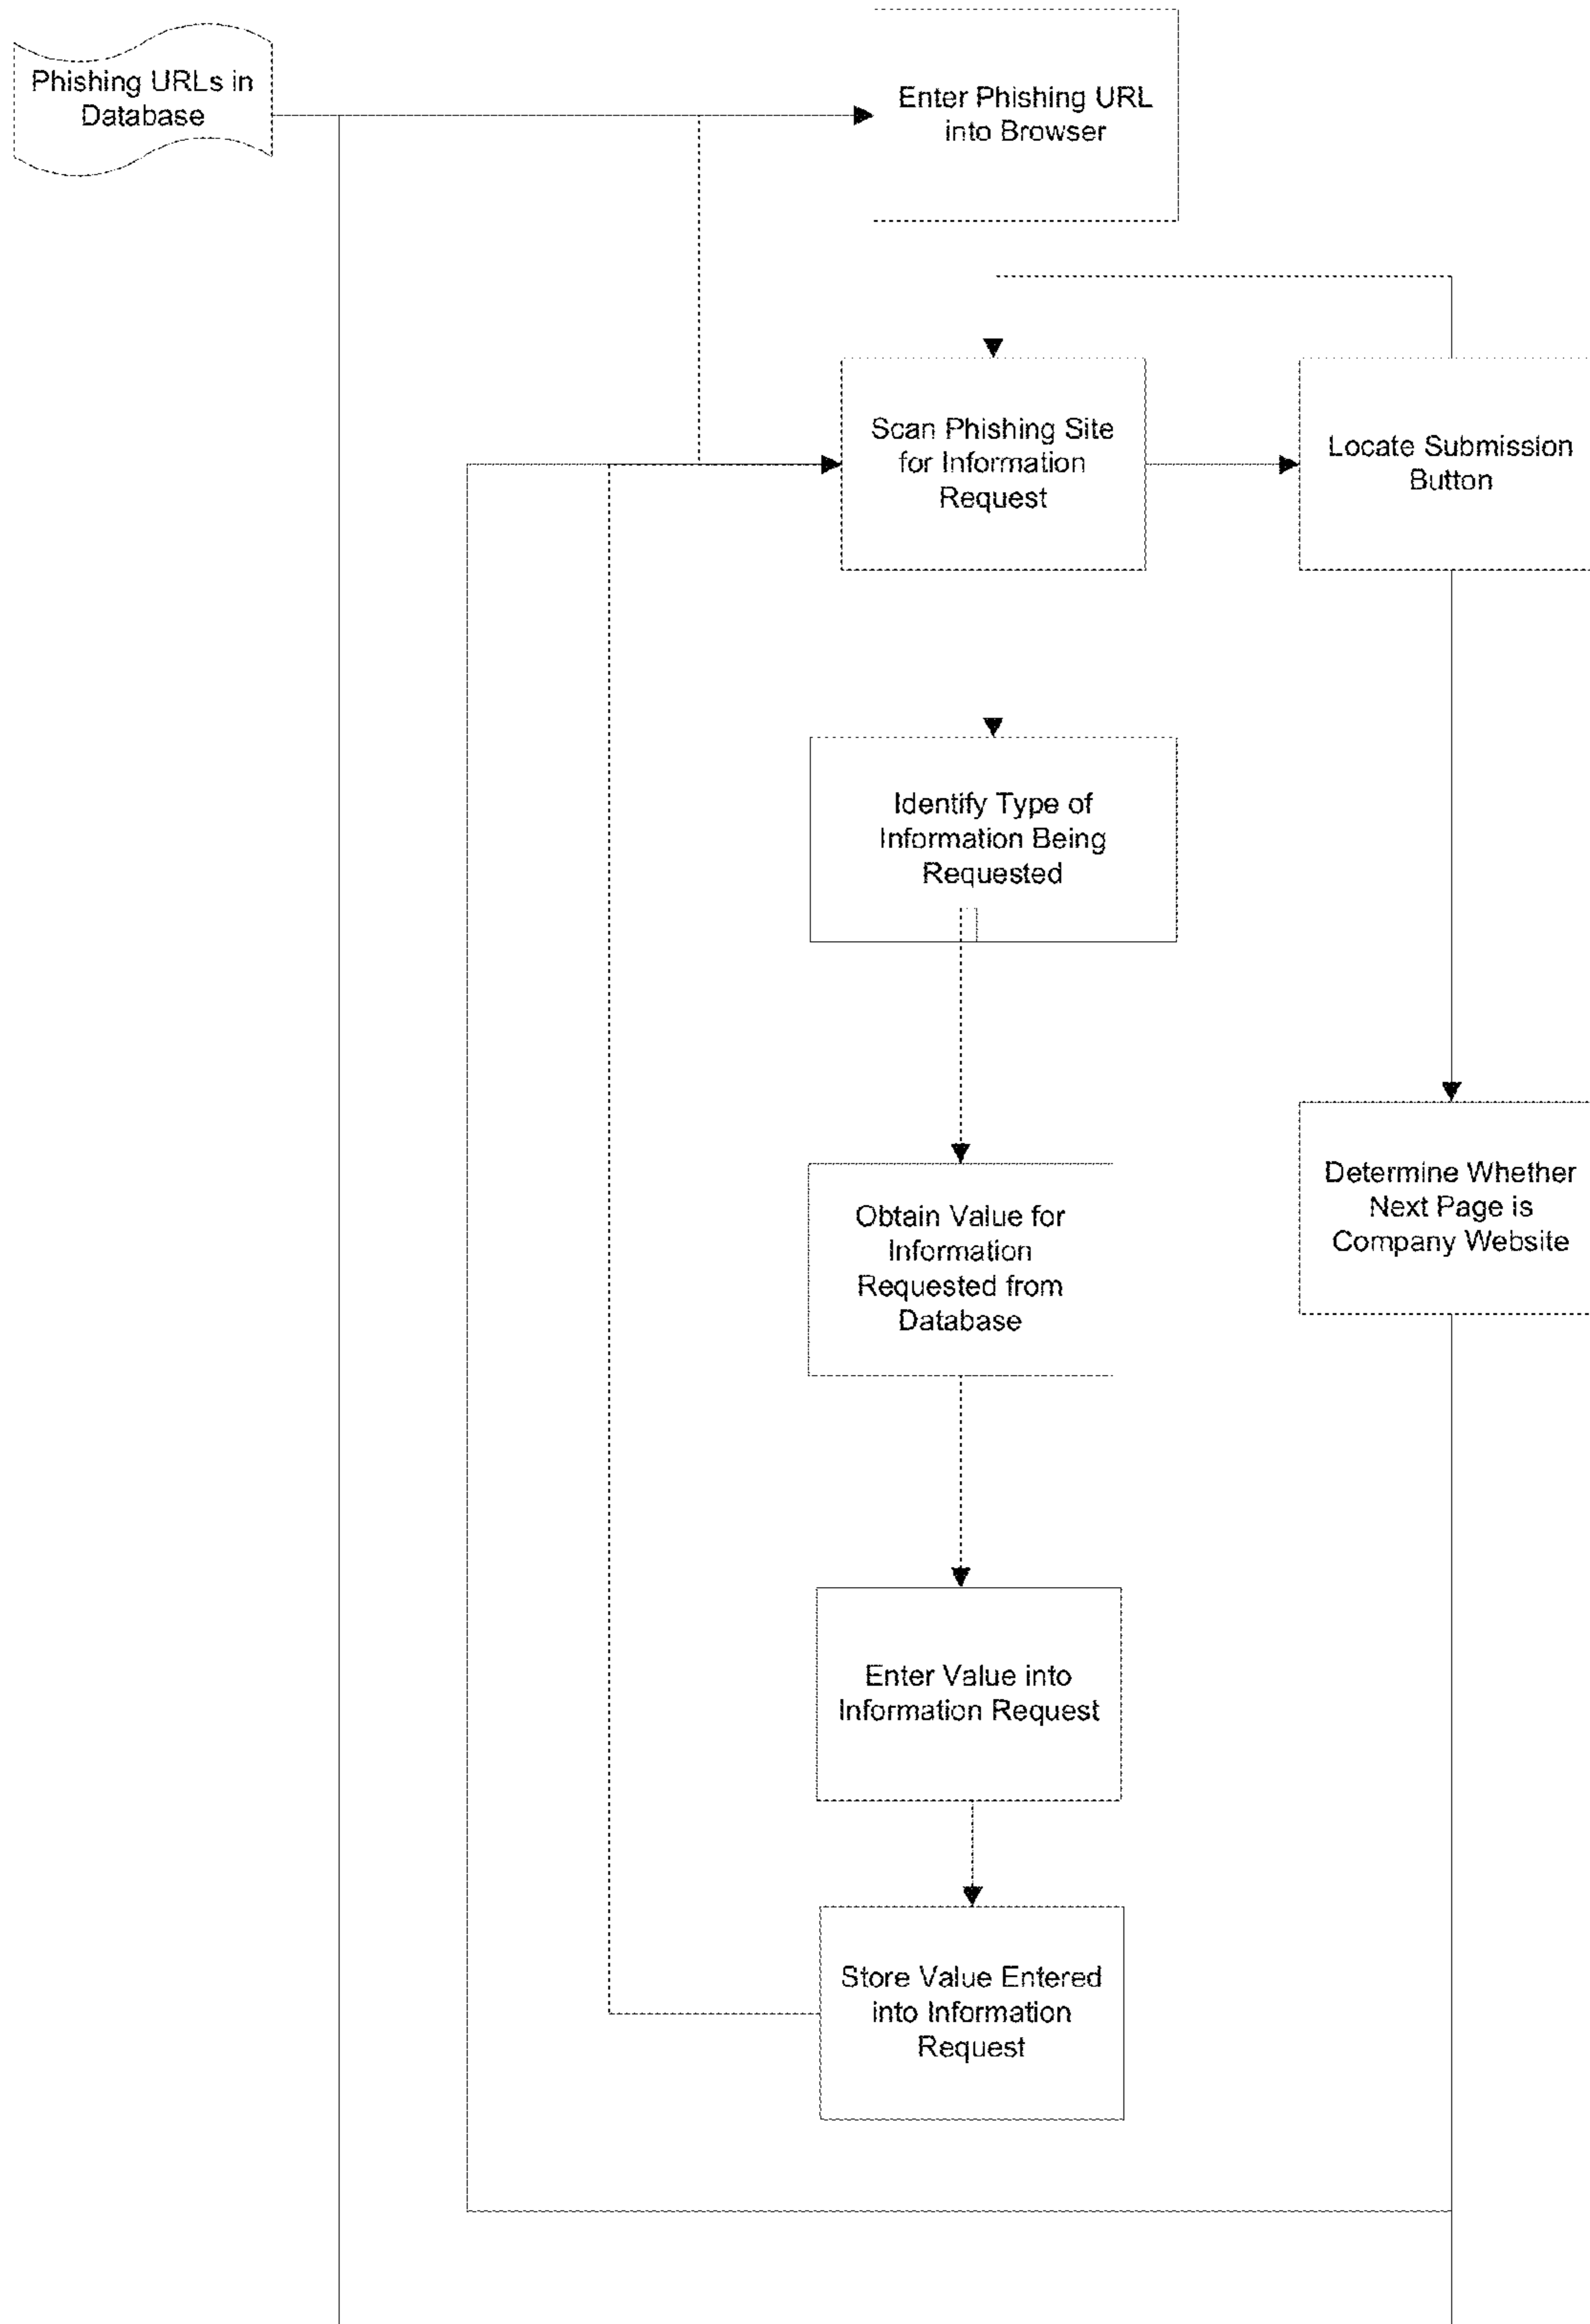 Phishing URLs in
Database
Enter Phishing URL
into Browser
Scan Phishing Site
for Information
Request
Locate Submission
Button
Identify Type of
Information Being
Requested
Obtain Value for
Information
Requested from
Database
Determine Whether
Next Page is
Company Website
Enter Value into
Information Request
Store Value Entered
into Information
Request